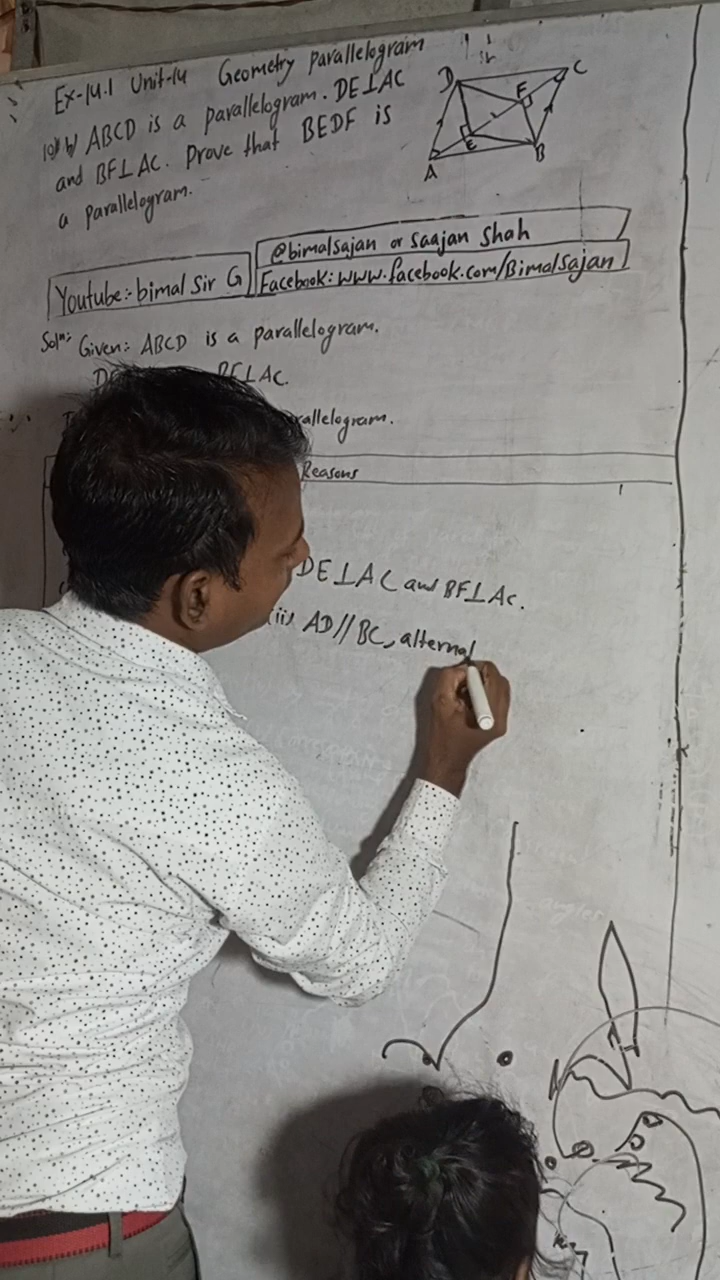 Ex-14.1 Unit-14 Geometry parallelogram
10) b) ABCD is a parallelogram. DE⊥AC
and BF⊥AC. Prove that BEDF is
a parallelogram.
D C
F
E
A B
Youtube:- bimal Sir G
@bimalsajan or Saajan Shah
Facebook: www.facebook.com/BimalSajan
Solⁿ: Given: ABCD is a parallelogram.
BF⊥AC.
parallelogram.
Reasons
DE⊥AC and BF⊥AC.
(ii) AD//BC, alternal